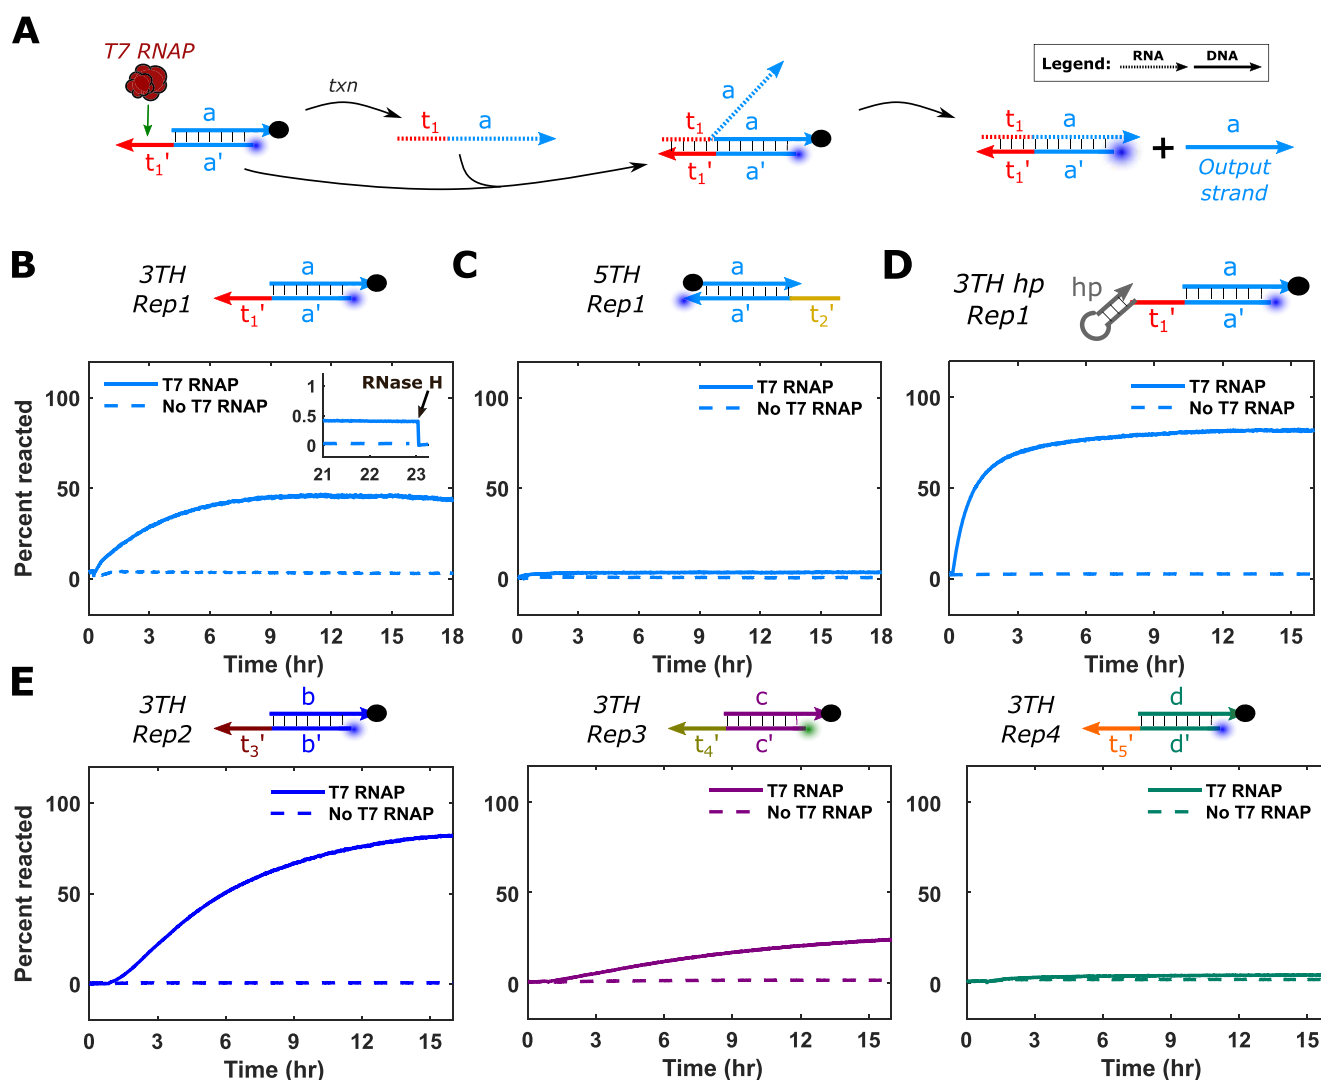 A
T7 RNAP
txn
Legend: RNA DNA
a
t1'
a'
t1
a
a
t1
a
t1'
a'
t1
a
t1'
a'
+
a
Output
strand
B
3TH
Rep1
a
t1'
a'
T7 RNAP
No T7 RNAP
RNase H
1
0.5
0
21 22 23
100
50
0
Percent reacted
0 3 6 9 12 15 18
Time (hr)
C
5TH
Rep1
a
a'
t2'
T7 RNAP
No T7 RNAP
100
50
0
0 3 6 9 12 15 18
Time (hr)
D
3TH hp
Rep1
hp
a
t1'
a'
T7 RNAP
No T7 RNAP
100
50
0
0 3 6 9 12 15
Time (hr)
E
3TH
Rep2
b
t3'
b'
T7 RNAP
No T7 RNAP
100
50
0
Percent reacted
0 3 6 9 12 15
Time (hr)
3TH
Rep3
c
t4'
c'
T7 RNAP
No T7 RNAP
100
50
0
0 3 6 9 12 15
Time (hr)
3TH
Rep4
d
t5'
d'
T7 RNAP
No T7 RNAP
100
50
0
0 3 6 9 12 15
Time (hr)